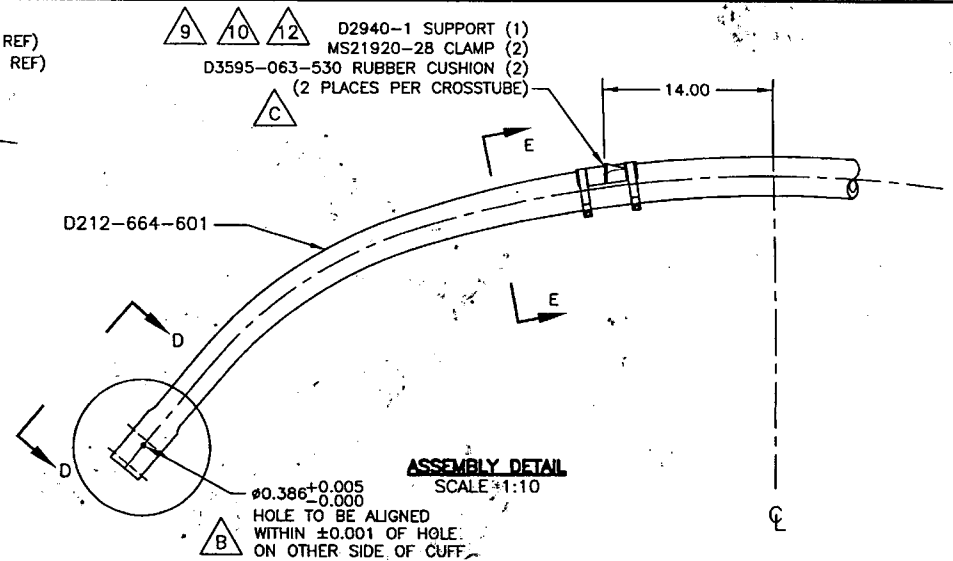 REF)
REF)
9 10 12
D2940-1 SUPPORT (1)
MS21920-28 CLAMP (2)
D3595-063-530 RUBBER CUSHION (2)
(2 PLACES PER CROSSTUBE)
C
14.00
E
D212-664-601
E
D
D
ASSEMBLY DETAIL
SCALE 1:10
ø0.386 +0.005
-0.000
HOLE TO BE ALIGNED
WITHIN ±0.001 OF HOLE
ON OTHER SIDE OF CUFF
B
℄